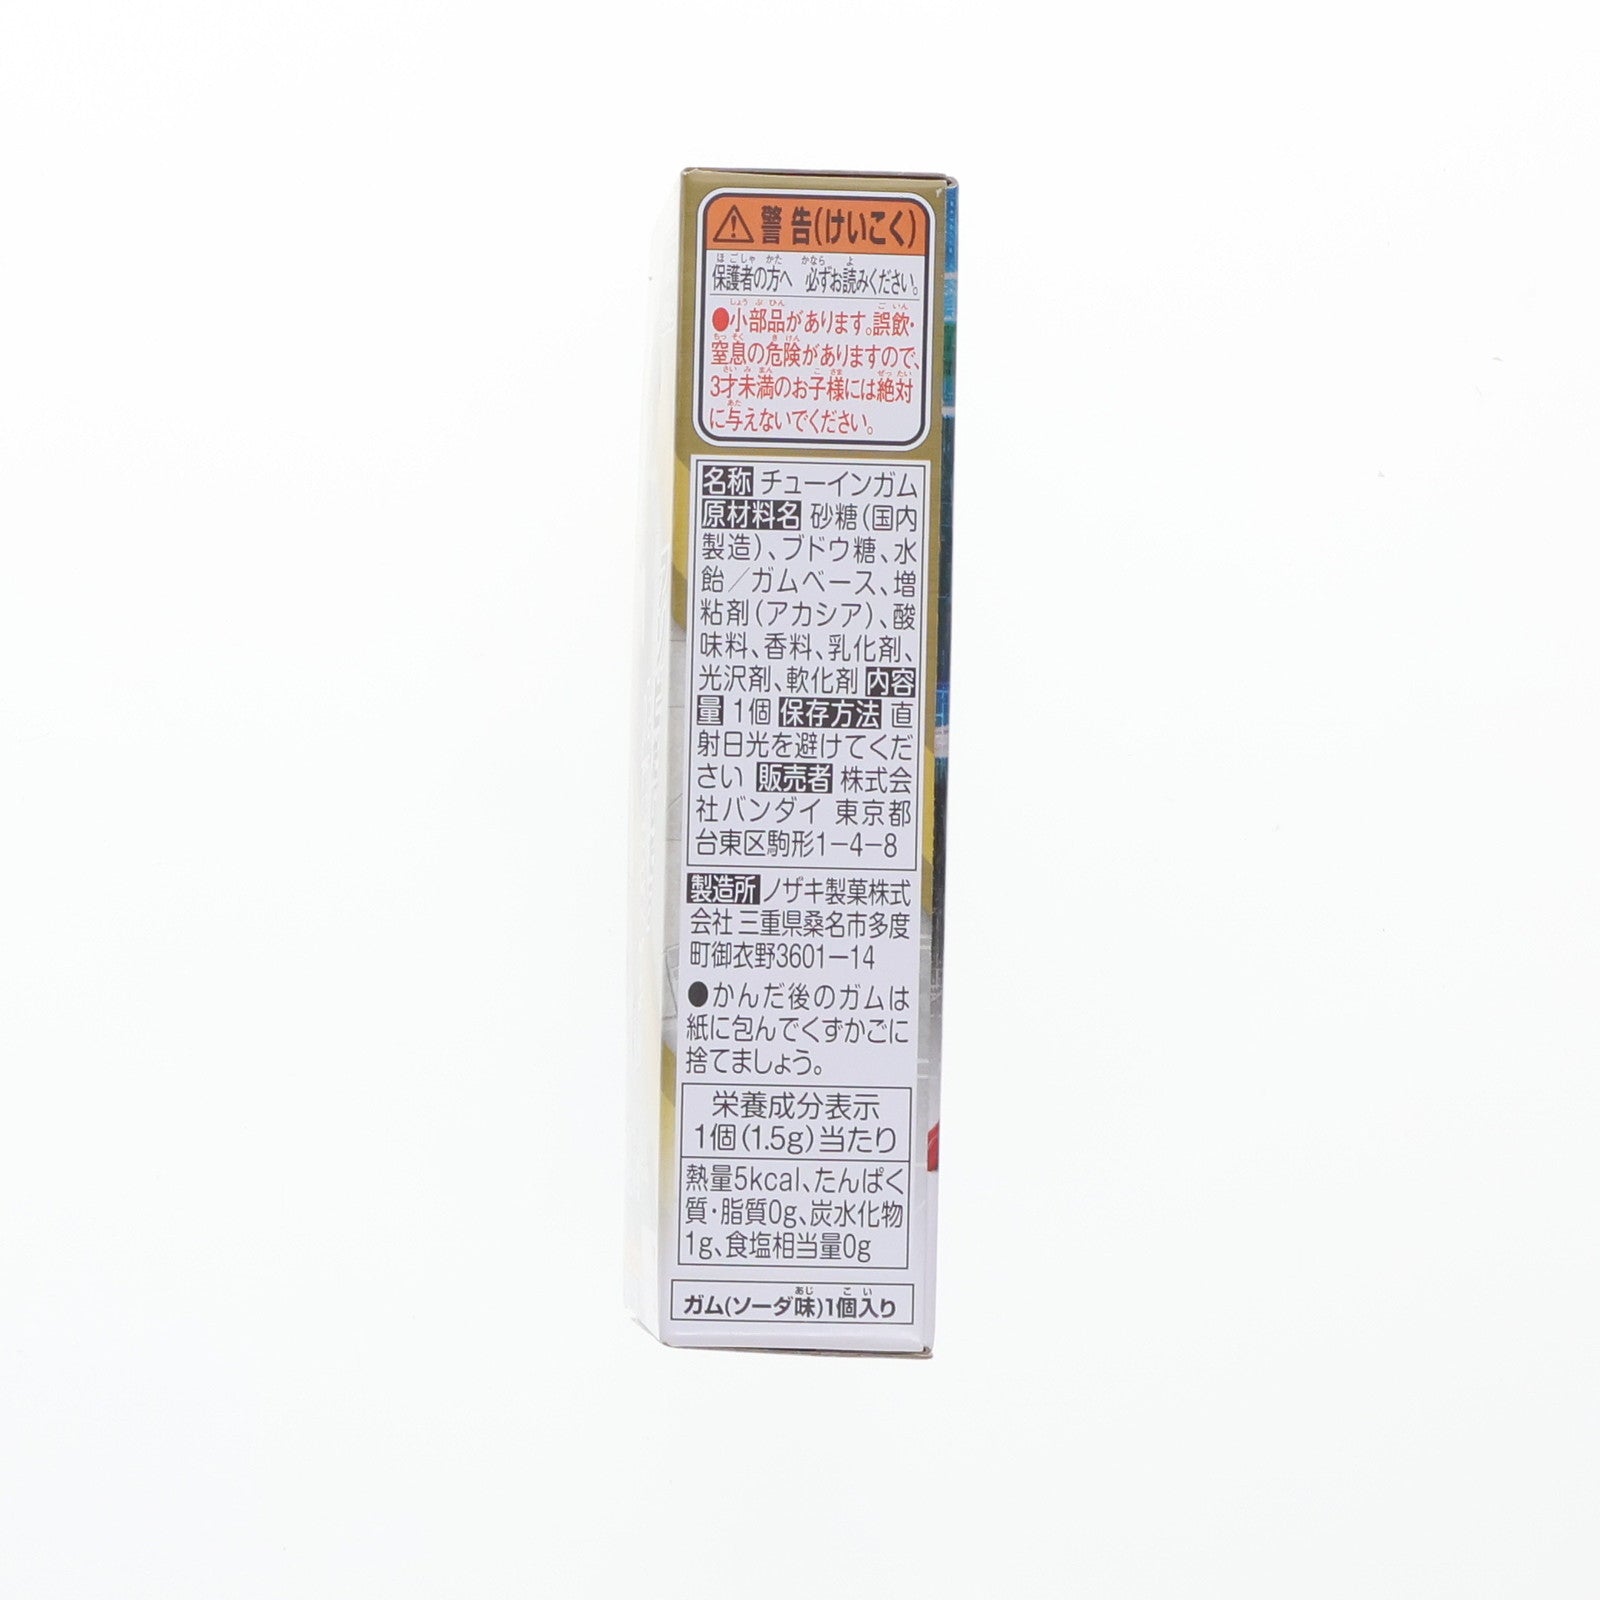 警告(けいこく)
保護者の方へ 必ずお読みください。
●小部品があります。誤飲・
窒息の危険がありますので、
3才未満のお子様には絶対
に与えないでください。
名称 チューインガム
原材料名 砂糖(国内
製造)、ブドウ糖、水
飴/ガムベース、増
粘剤(アカシア)、酸
味料、香料、乳化剤、
光沢剤、軟化剤 内容
量 1個 保存方法 直
射日光を避けてくだ
さい 販売者 株式会
社バンダイ 東京都
台東区駒形1-4-8
製造所 ノザキ製菓株式
会社 三重県桑名市多度
町御衣野3601-14
●かんだ後のガムは
紙に包んでくずかごに
捨てましょう。
栄養成分表示
1個(1.5g)当たり
熱量5kcal、たんぱく
質・脂質0g、炭水化物
1g、食塩相当量0g
ガム(ソーダ味)1個入り